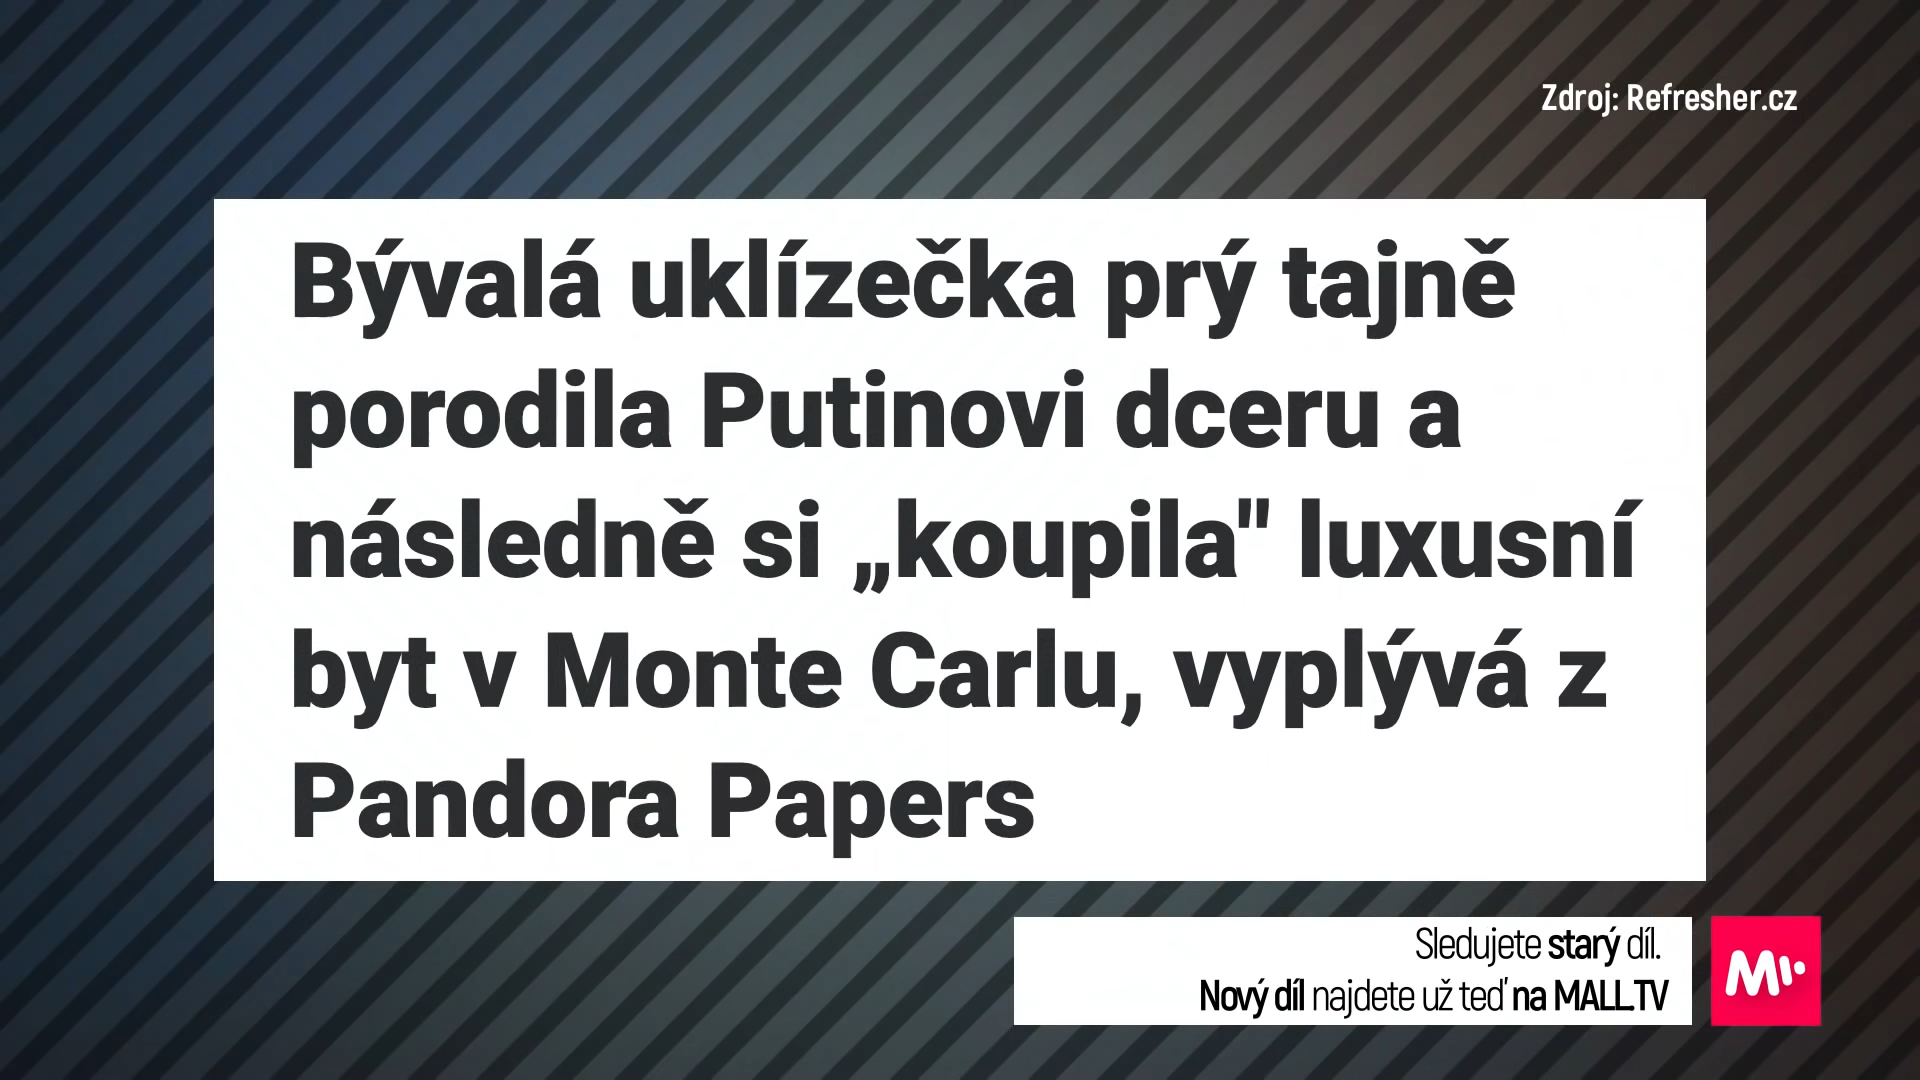 Zdroj: Refresher.cz
Bývalá uklízečka prý tajně
porodila Putinovi dceru a
následně si „koupila" luxusní
byt v Monte Carlu, vyplývá z
Pandora Papers
Sledujete starý díl.
Nový díl najdete už teď na MALL.TV
M